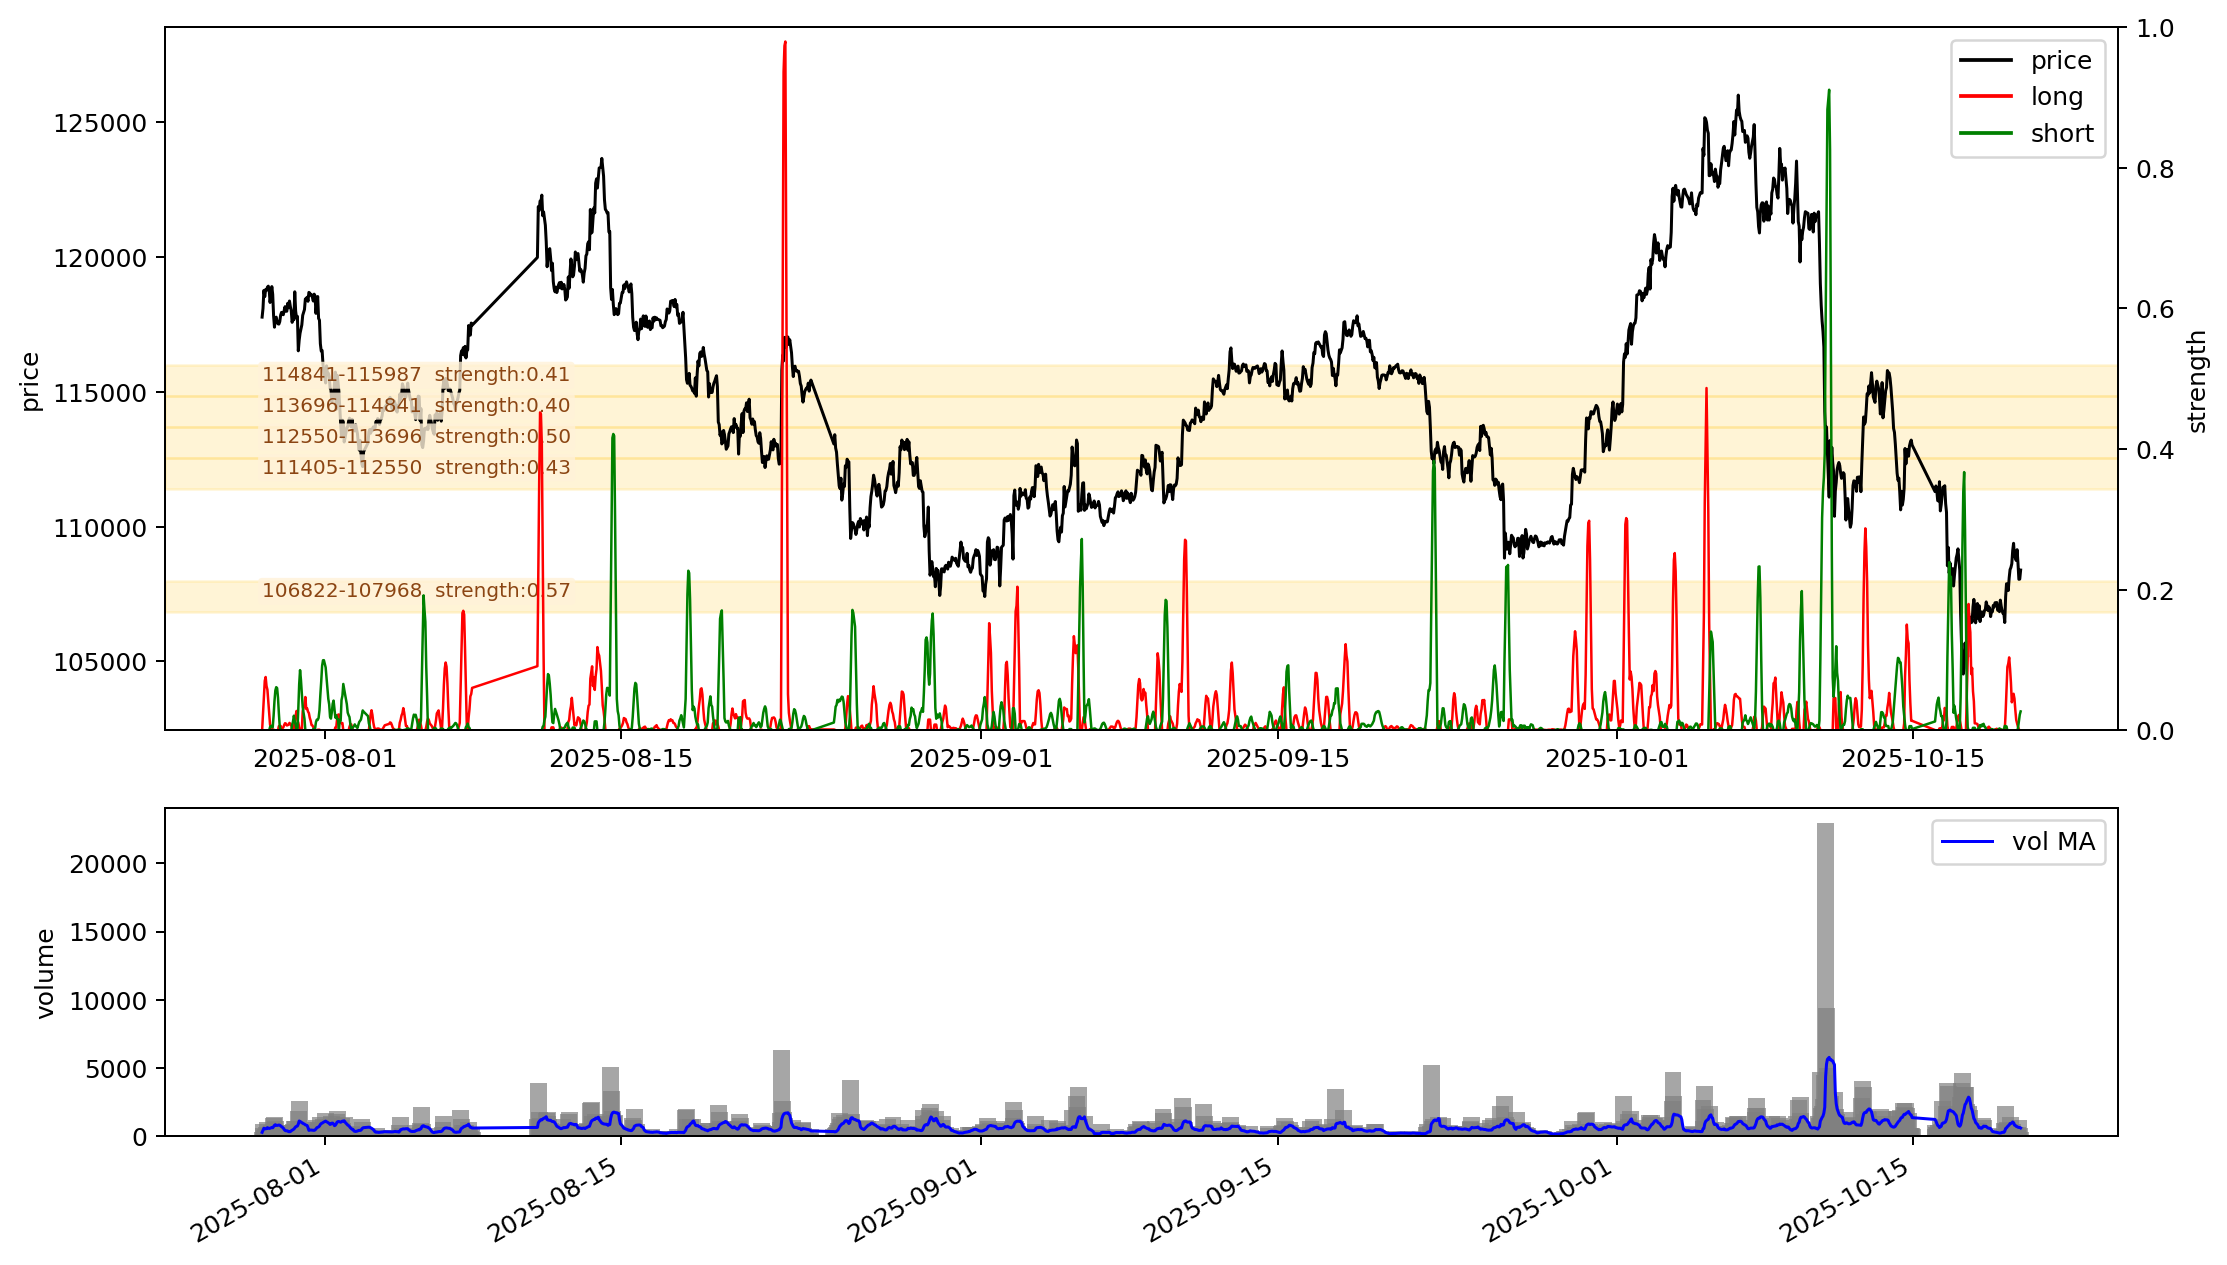 125000
120000
115000
110000
105000
price
1.0
0.8
0.6
0.4
0.2
0.0
strength
price
long
short
114841-115987 strength:0.41
113696-114841 strength:0.40
112550-113696 strength:0.50
111405-112550 strength:0.43
106822-107968 strength:0.57
2025-08-01
2025-08-15
2025-09-01
2025-09-15
2025-10-01
2025-10-15
20000
15000
10000
5000
0
volume
vol MA
2025-08-01
2025-08-15
2025-09-01
2025-09-15
2025-10-01
2025-10-15